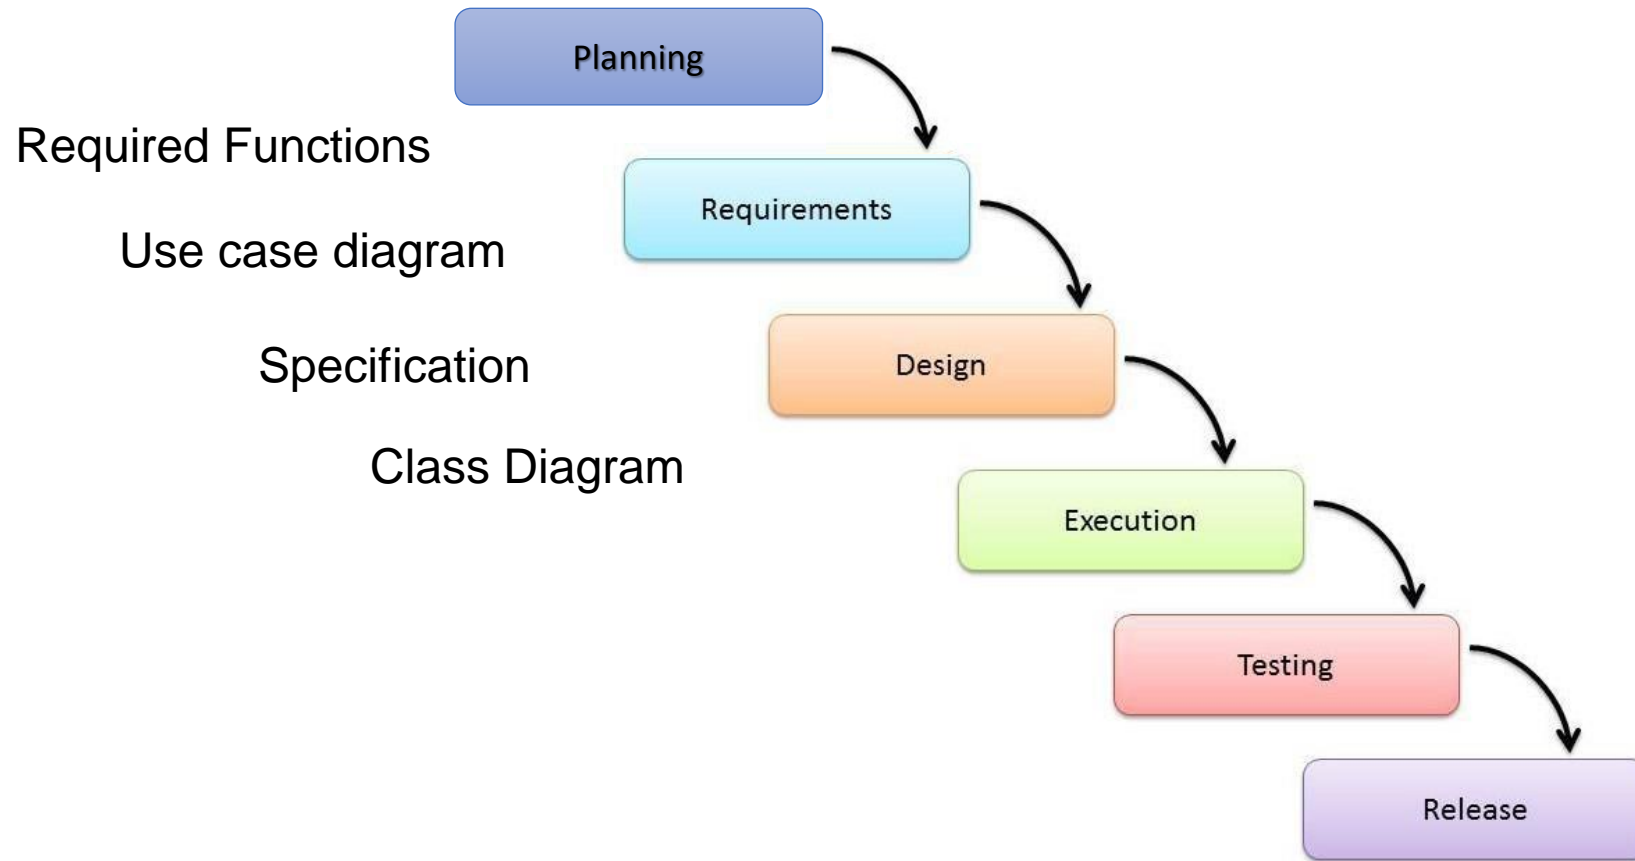 Planning
Required Functions
Requirements
Use case diagram
Specification
Design
Class Diagram
Execution
Testing
Release